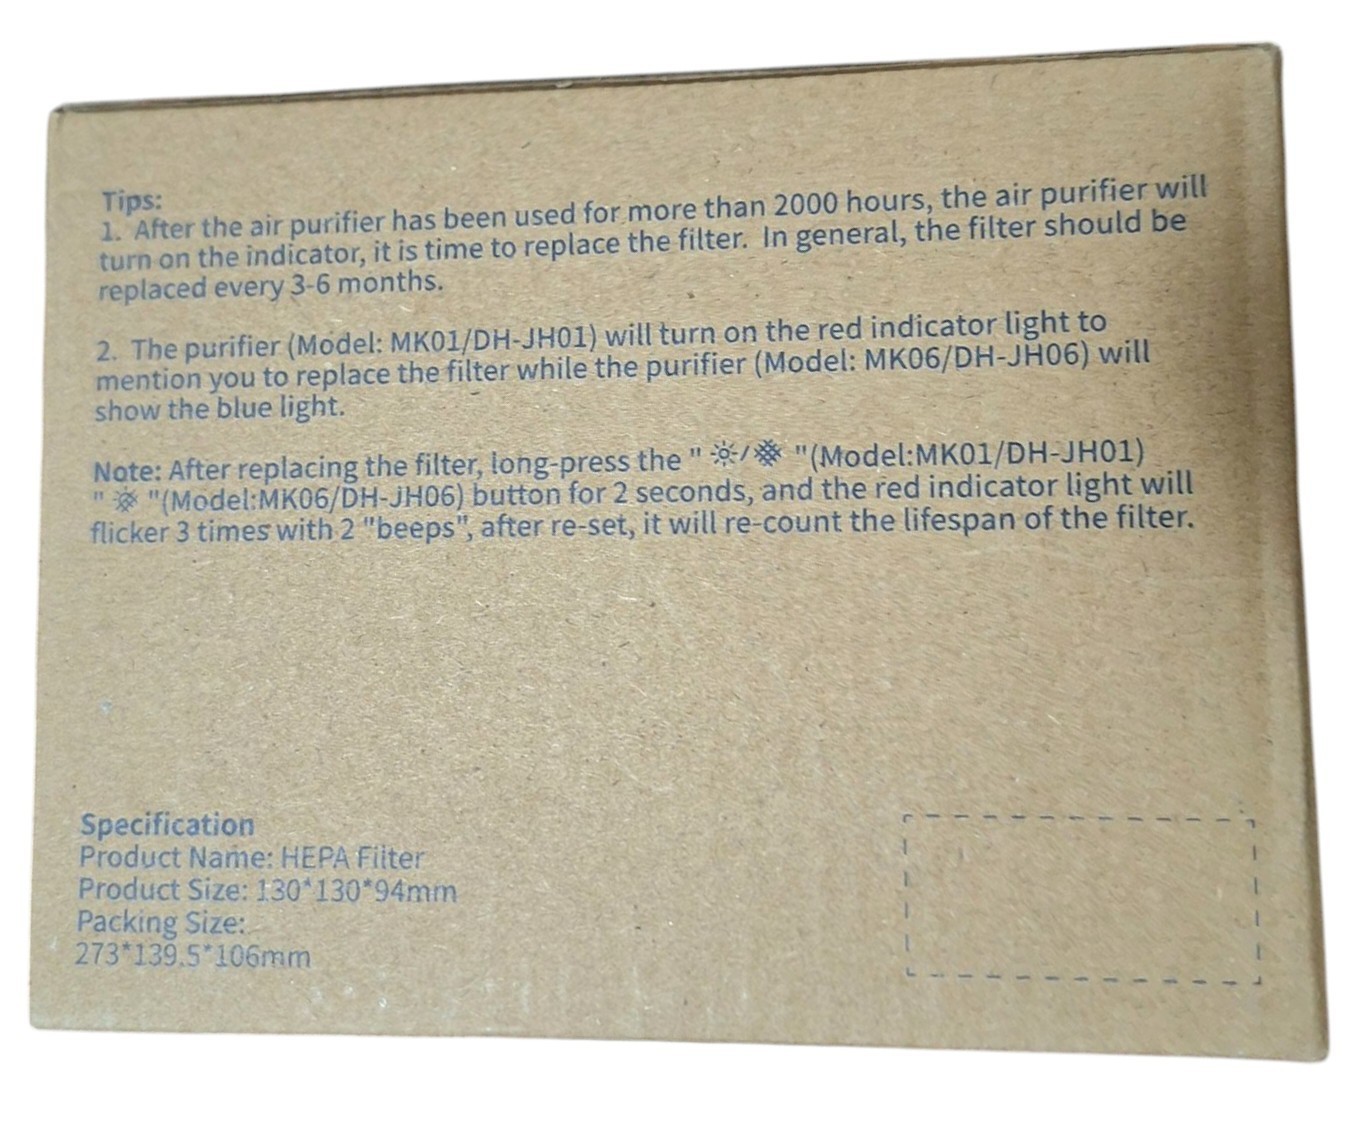 Tips:
1. After the air purifier has been used for more than 2000 hours, the air purifier will
turn on the indicator, it is time to replace the filter. In general, the filter should be
replaced every 3-6 months.
2. The purifier (Model: MK01/DH-JH01) will turn on the red indicator light to
mention you to replace the filter while the purifier (Model: MK06/DH-JH06) will
show the blue light.
Note: After replacing the filter, long-press the " / "(Model:MK01/DH-JH01)
" "(Model:MK06/DH-JH06) button for 2 seconds, and the red indicator light will
flicker 3 times with 2 "beeps", after re-set, it will re-count the lifespan of the filter.
Specification
Product Name: HEPA Filter
Product Size: 130*130*94mm
Packing Size:
273*139.5*106mm